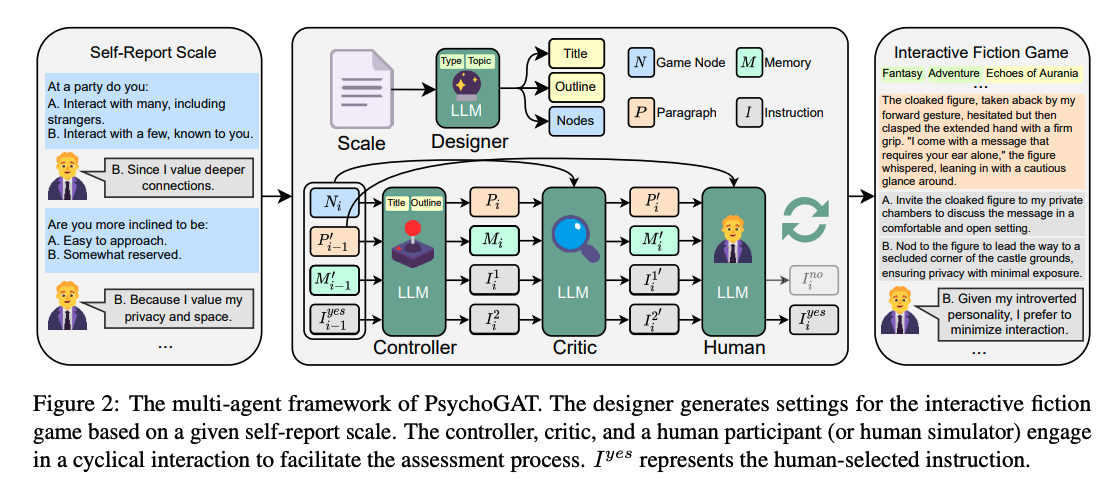 Self-Report Scale
At a party do you:
A. Interact with many, including
strangers.
B. Interact with a few, known to you.
B. Since I value deeper
connections.
Are you more inclined to be:
A. Easy to approach.
B. Somewhat reserved.
B. Because I value my
privacy and space.
...
Scale
Type Topic
LLM
Designer
Title
Outline
Nodes
N Game Node
M Memory
P Paragraph
I Instruction
N_i
P'_{i-1}
M'_{i-1}
I^{yes}_{i-1}
Title Outline
LLM
Controller
P_i
M_i
I^1_i
I^2_i
LLM
Critic
P'_i
M'_i
I^{1'}_i
I^{2'}_i
LLM
Human
I^{no}_i
I^{yes}_i
Interactive Fiction Game
Fantasy Adventure Echoes of Aurania
...
The cloaked figure, taken aback by my
forward gesture, hesitated but then
clasped the extended hand with a firm
grip. "I come with a message that
requires your ear alone," the figure
whispered, leaning in with a cautious
glance around.
A. Invite the cloaked figure to my private
chambers to discuss the message in a
comfortable and open setting.
B. Nod to the figure to lead the way to a
secluded corner of the castle grounds,
ensuring privacy with minimal exposure.
B. Given my introverted
personality, I prefer to
minimize interaction.
...
Figure 2: The multi-agent framework of PsychoGAT. The designer generates settings for the interactive fiction
game based on a given self-report scale. The controller, critic, and a human participant (or human simulator) engage
in a cyclical interaction to facilitate the assessment process. I^{yes} represents the human-selected instruction.